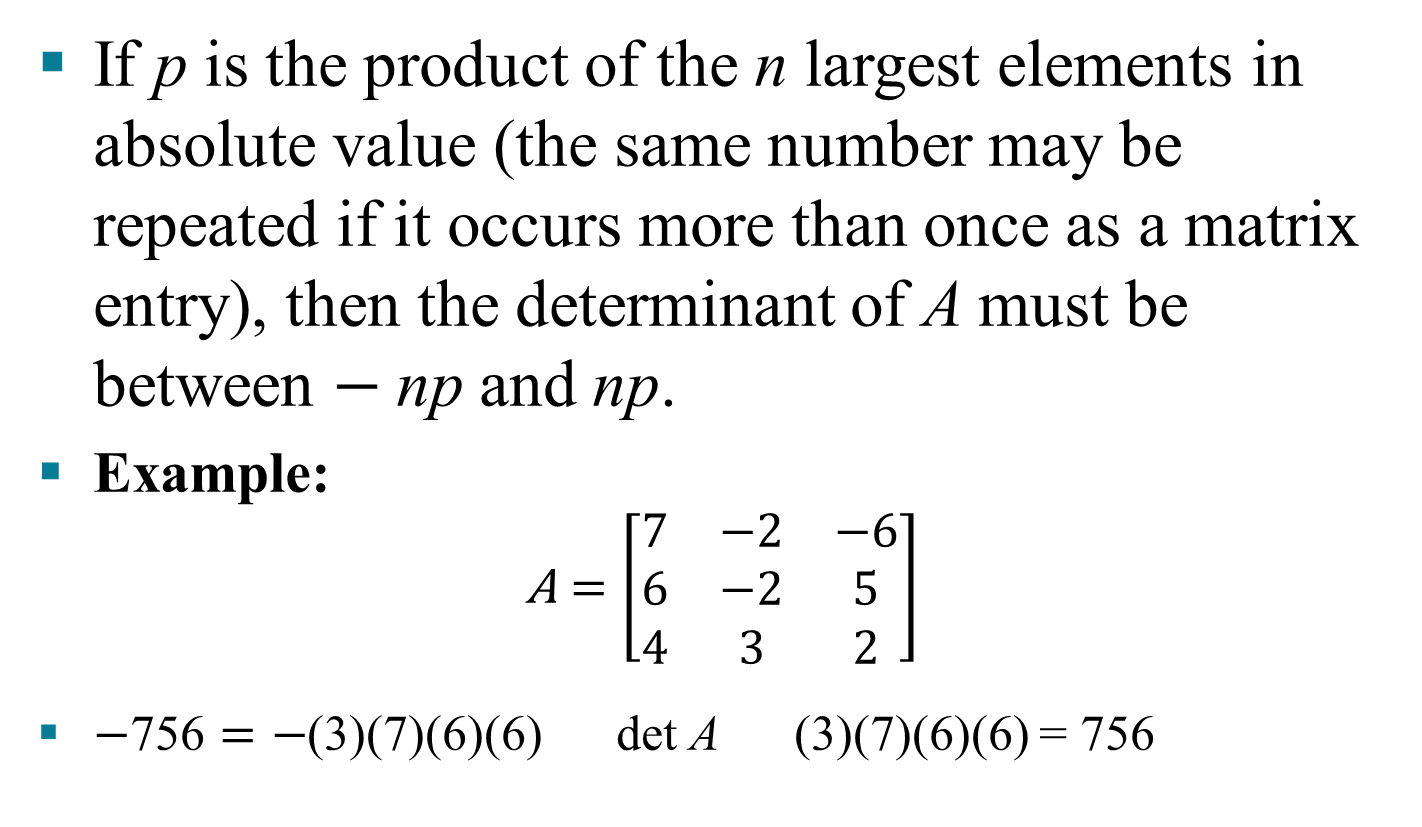 ▪ If p is the product of the n largest elements in
absolute value (the same number may be
repeated if it occurs more than once as a matrix
entry), then the determinant of A must be
between − np and np.
▪ Example:
7 −2 −6
A = 6 −2 5
4 3 2
▪ −756 = −(3)(7)(6)(6) det A (3)(7)(6)(6) = 756